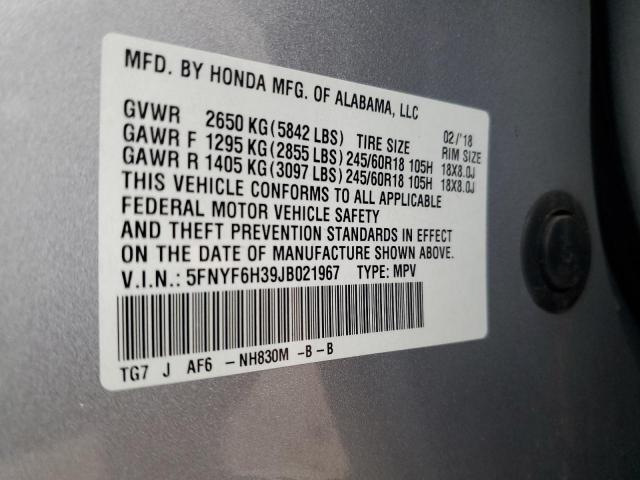 MFD. BY HONDA MFG. OF ALABAMA, LLC
GVWR 2650 KG(5842 LBS) TIRE SIZE 02/'18 RIM SIZE
GAWR F 1295 KG(2855 LBS)245/60R18 105H 18X8.0J
GAWR R 1405 KG(3097 LBS)245/60R18 105H 18X8.0J
THIS VEHICLE CONFORMS TO ALL APPLICABLE
FEDERAL MOTOR VEHICLE SAFETY
AND THEFT PREVENTION STANDARDS IN EFFECT
ON THE DATE OF MANUFACTURE SHOWN ABOVE.
V.I.N.: 5FNYF6H39JB021967 TYPE: MPV
TG7 J AF6 -NH830M -B-B